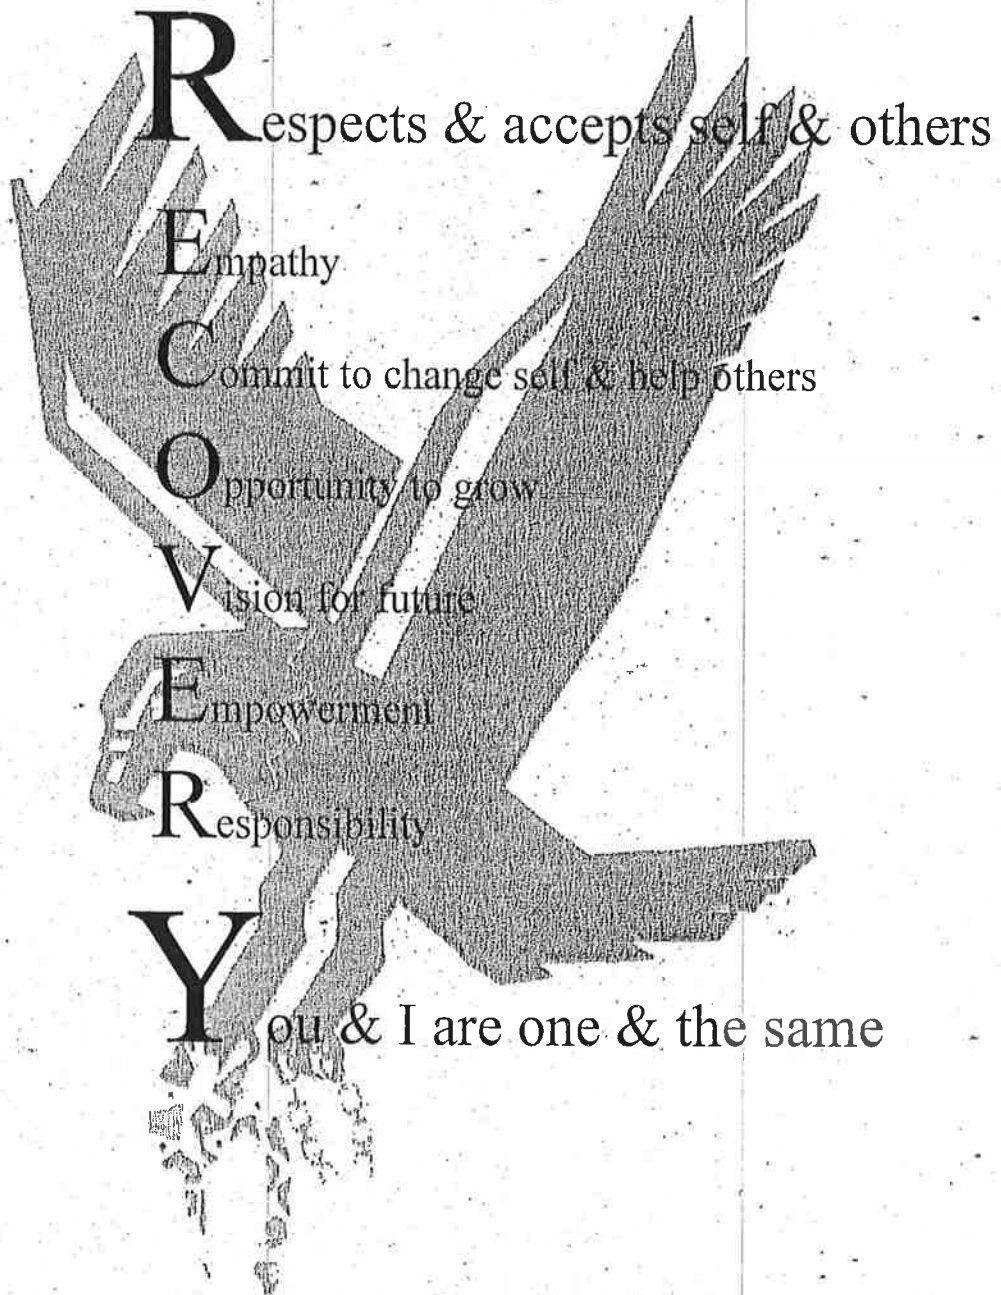 Respects & accepts self & others
Empathy
Commit to change self & help others
Opportunity to grow
Vision for future
Empowerment
Responsibility
You & I are one & the same